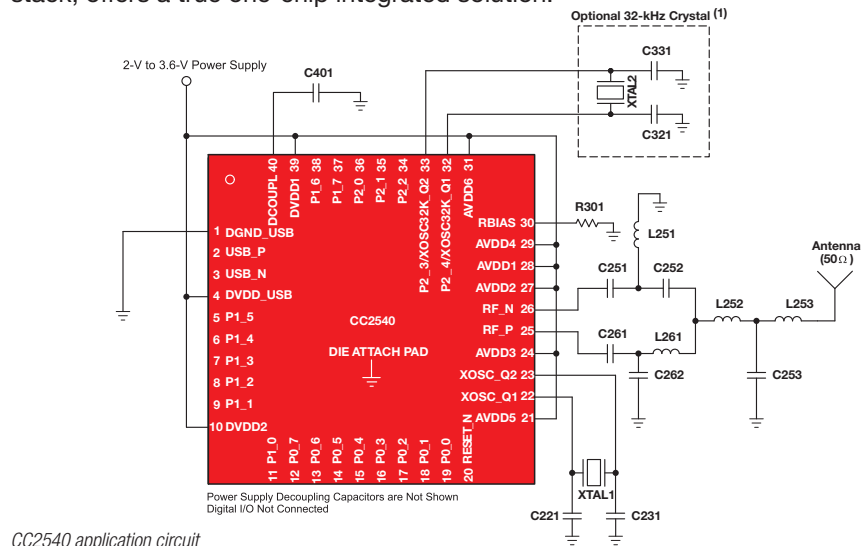 stack, offers a true one-chip integrated solution.
Optional 32-kHz Crystal (1)
2-V to 3.6-V Power Supply
C401
C331
XTAL2
C321
DCOUPL 40
DVDD1 39
P1_6 38
P1_7 37
P2_0 36
P2_1 35
P2_2 34
P2_3/XOSC32K_Q2 33
P2_4/XOSC32K_Q1 32
AVDD6 31
1 DGND_USB
2 USB_P
3 USB_N
4 DVDD_USB
5 P1_5
6 P1_4
7 P1_3
8 P1_2
9 P1_1
10 DVDD2
CC2540
DIE ATTACH PAD
RBIAS 30
AVDD4 29
AVDD1 28
AVDD2 27
RF_N 26
RF_P 25
AVDD3 24
XOSC_Q2 23
XOSC_Q1 22
AVDD5 21
11 P1_0
12 P0_7
13 P0_6
14 P0_5
15 P0_4
16 P0_3
17 P0_2
18 P0_1
19 P0_0
20 RESET_N
R301
L251
C251
C252
Antenna
(50Ω)
L252
L253
C261
L261
C262
C253
XTAL1
C221
C231
Power Supply Decoupling Capacitors are Not Shown
Digital I/O Not Connected
CC2540 application circuit